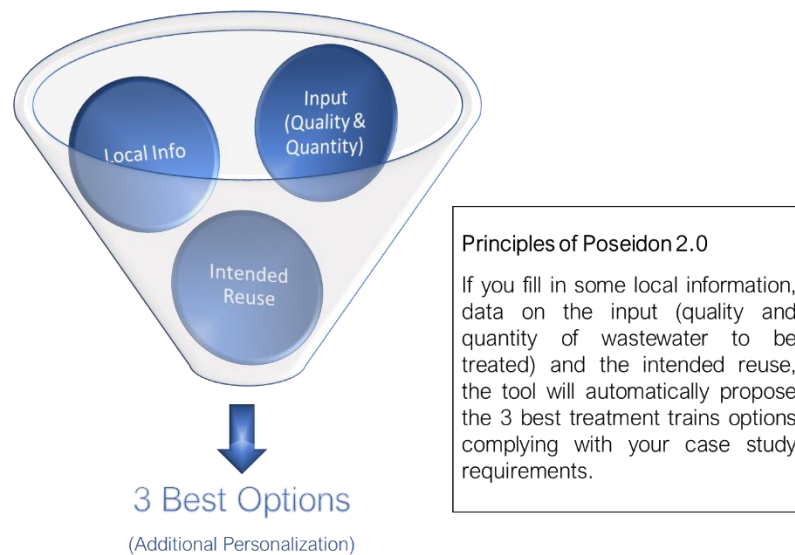 Local Info
Input
(Quality &
Quantity)
Intended
Reuse
3 Best Options
(Additional Personalization)
Principles of Poseidon 2.0
If you fill in some local information,
data on the input (quality and
quantity of wastewater to be
treated) and the intended reuse,
the tool will automatically propose
the 3 best treatment trains options
complying with your case study
requirements.